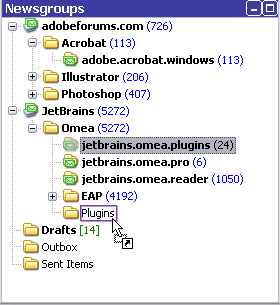 Newsgroups
adobeforums.com (726)
Acrobat (113)
adobe.acrobat.windows (113)
Illustrator (206)
Photoshop (407)
JetBrains (5272)
Omea (5272)
jetbrains.omea.plugins (24)
jetbrains.omea.pro (6)
jetbrains.omea.reader (1050)
EAP (4192)
Plugins
Drafts [14]
Outbox
Sent Items